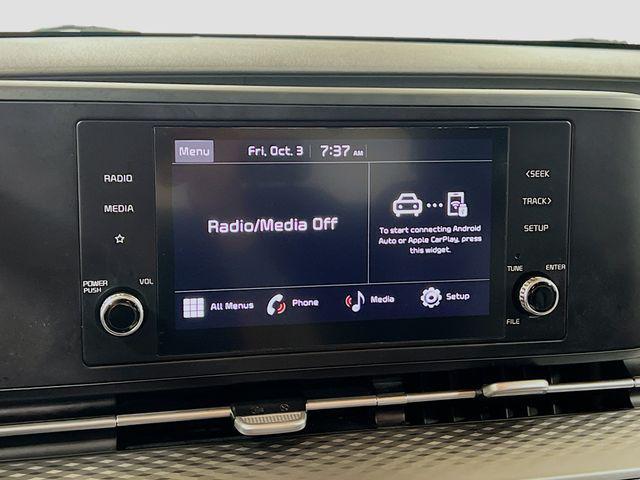 Menu Fri, Oct. 3 7:37 AM
RADIO
MEDIA
POWER PUSH VOL
Radio/Media Off
To start connecting Android
Auto or Apple CarPlay, press
this widget.
All Menus Phone Media Setup
<SEEK
TRACK>
SETUP
TUNE ENTER
FILE